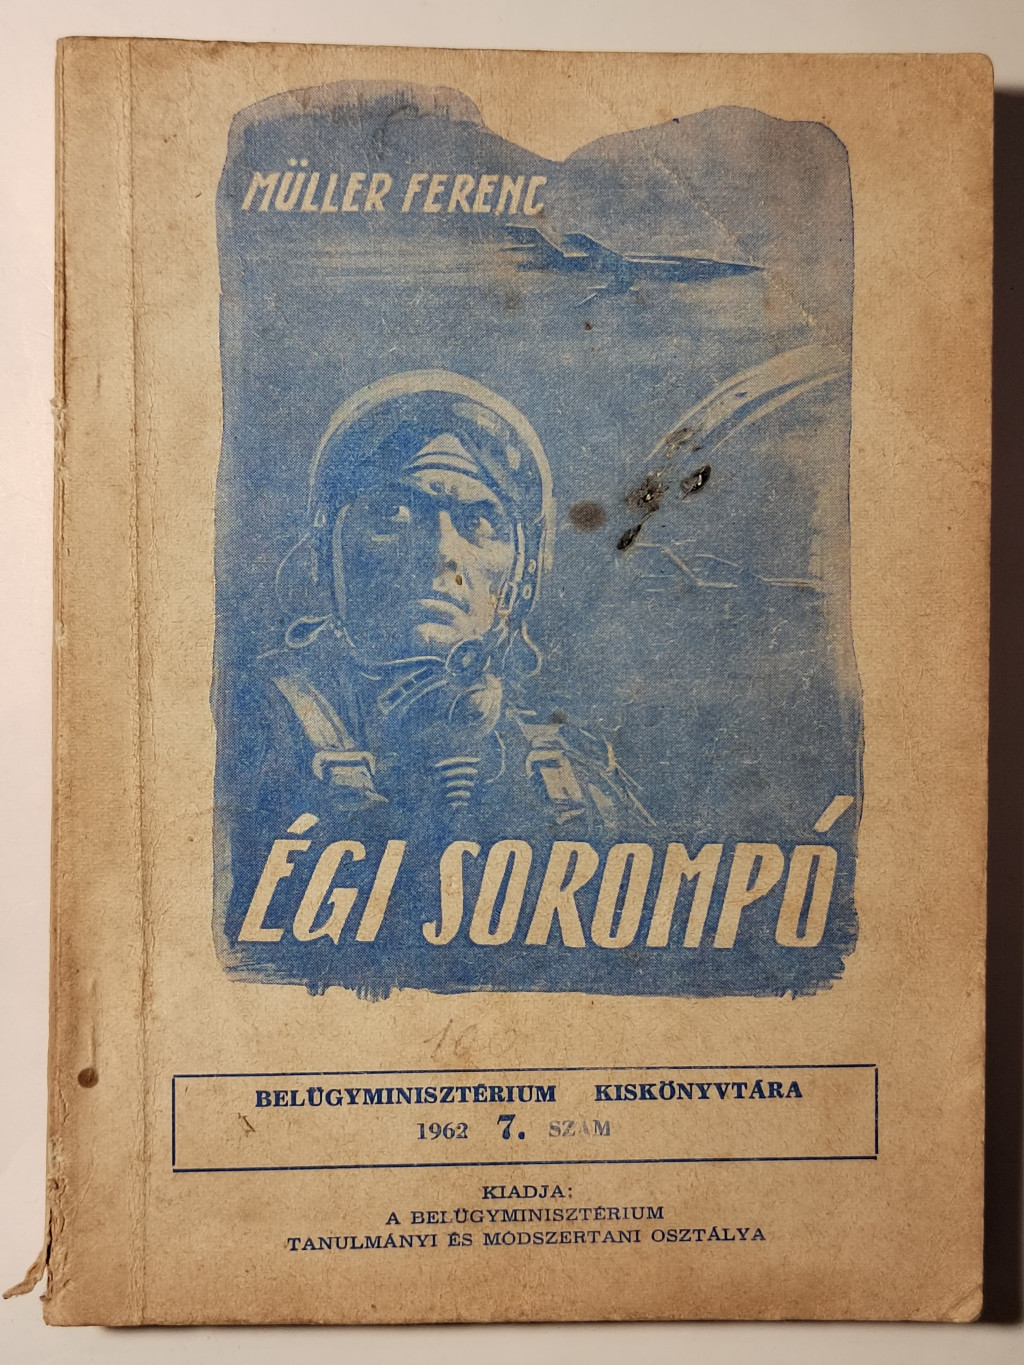 MÜLLER FERENC
ÉGI SOROMPÓ
BELÜGYMINISZTÉRIUM KISKÖNYVTÁRA
1962 7. SZÁM
KIADJA:
A BELÜGYMINISZTÉRIUM
TANULMÁNYI ÉS MÓDSZERTANI OSZTÁLYA